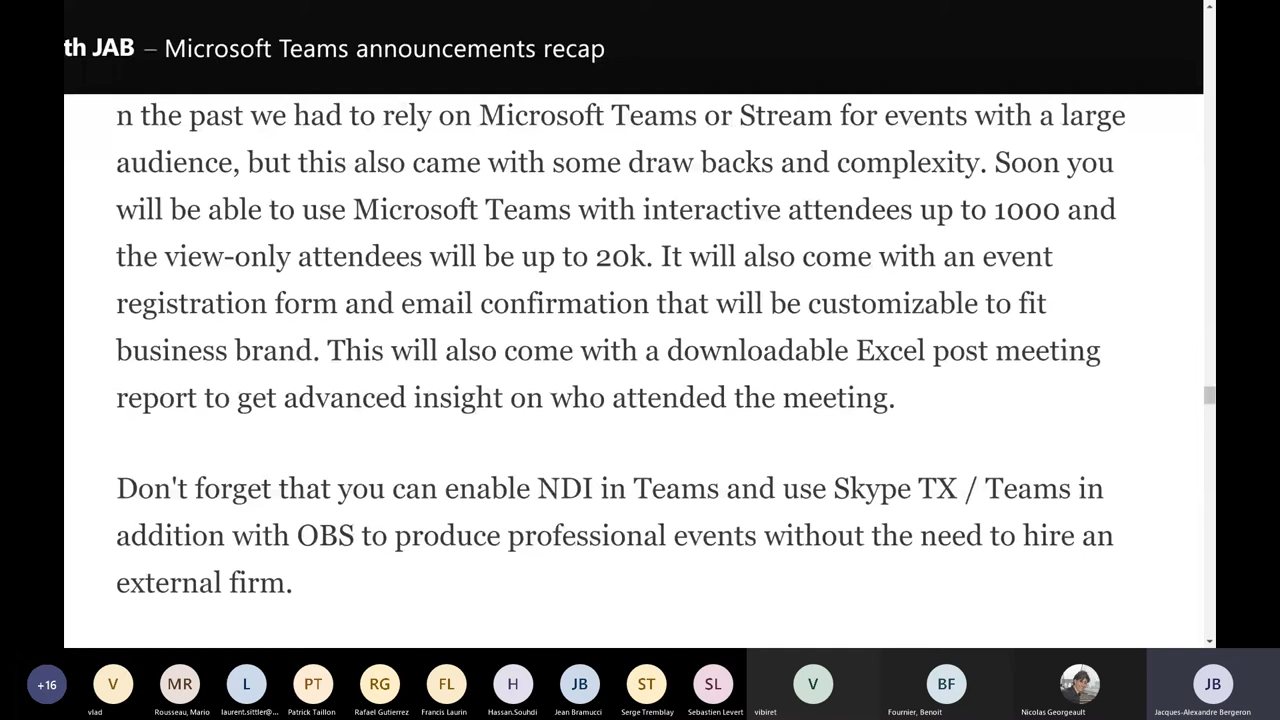 th JAB – Microsoft Teams announcements recap
n the past we had to rely on Microsoft Teams or Stream for events with a large
audience, but this also came with some draw backs and complexity. Soon you
will be able to use Microsoft Teams with interactive attendees up to 1000 and
the view-only attendees will be up to 20k. It will also come with an event
registration form and email confirmation that will be customizable to fit
business brand. This will also come with a downloadable Excel post meeting
report to get advanced insight on who attended the meeting.
Don't forget that you can enable NDI in Teams and use Skype TX / Teams in
addition with OBS to produce professional events without the need to hire an
external firm.
+16 V MR L PT RG FL H JB ST SL V BF JB
vlad Rousseau, Mario laurent.sittler@... Patrick Taillon Rafael Gutierrez Francis Laurin Hassan.Souhdi Jean Bramucci Serge Tremblay Sebastien Levert vibiret Fournier, Benoit Nicolas Georgeault Jacques-Alexandre Bergeron